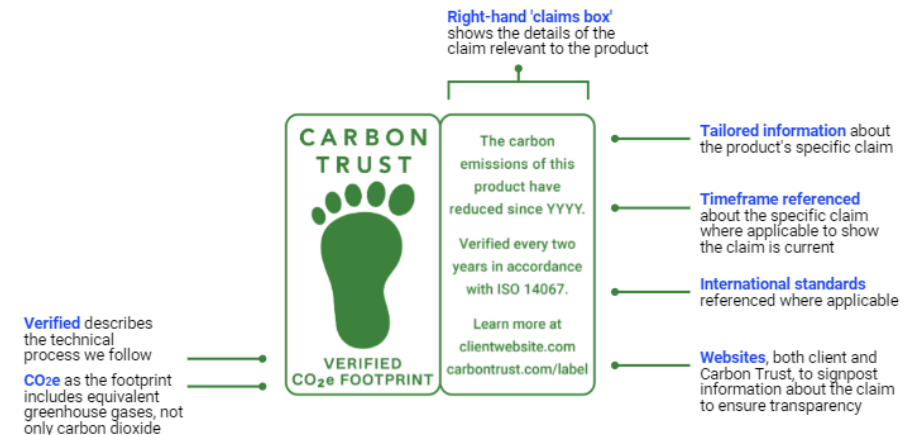 Right-hand 'claims box'
shows the details of the
claim relevant to the product
CARBON
TRUST
VERIFIED
CO₂e FOOTPRINT
The carbon
emissions of this
product have
reduced since YYYY.
Verified every two
years in accordance
with ISO 14067.
Learn more at
clientwebsite.com
carbontrust.com/label
Tailored information about
the product's specific claim
Timeframe referenced
about the specific claim
where applicable to show
the claim is current
International standards
referenced where applicable
Websites, both client and
Carbon Trust, to signpost
information about the claim
to ensure transparency
Verified describes
the technical
process we follow
CO₂e as the footprint
includes equivalent
greenhouse gases, not
only carbon dioxide